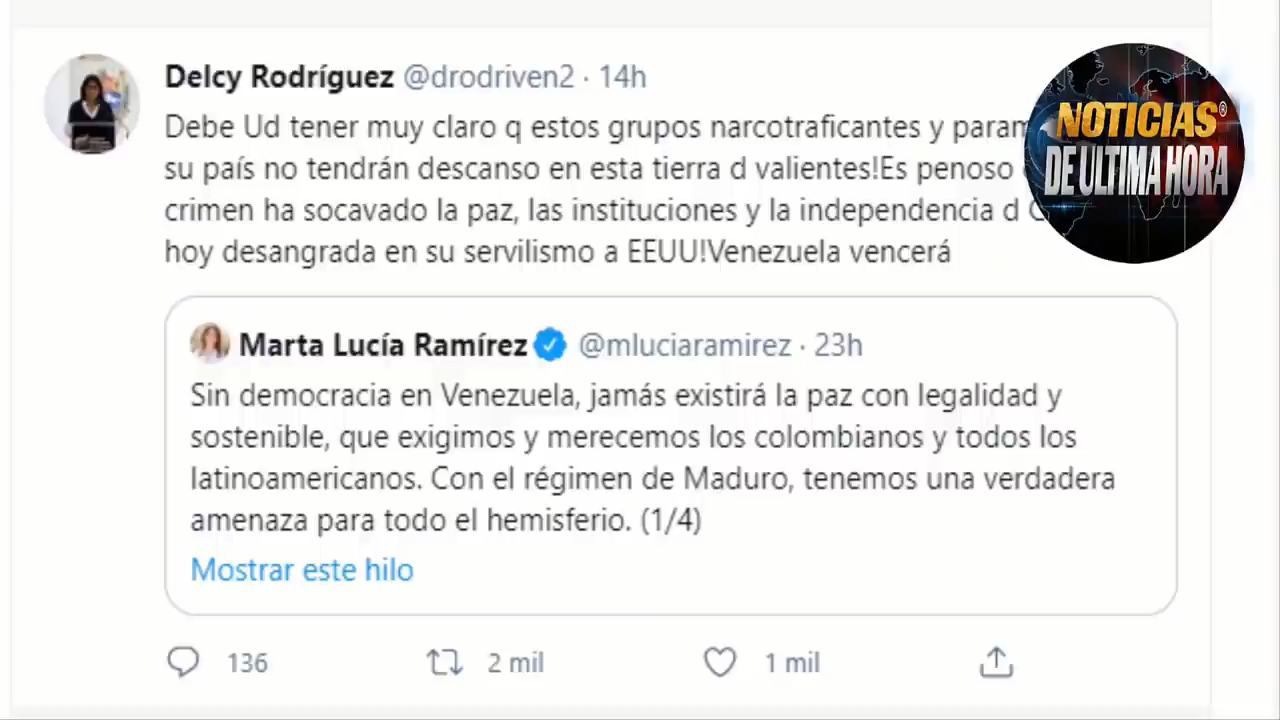 Delcy Rodríguez @drodriven2 · 14h
Debe Ud tener muy claro q estos grupos narcotraficantes y
su país no tendrán descanso en esta tierra d valientes!Es penoso
crimen ha socavado la paz, las instituciones y la independencia d
hoy desangrada en su servilismo a EEUU!Venezuela vencerá
NOTICIAS®
DE ULTIMA HORA
Marta Lucía Ramírez @mluciaramirez · 23h
Sin democracia en Venezuela, jamás existirá la paz con legalidad y
sostenible, que exigimos y merecemos los colombianos y todos los
latinoamericanos. Con el régimen de Maduro, tenemos una verdadera
amenaza para todo el hemisferio. (1/4)
Mostrar este hilo
136 2 mil 1 mil